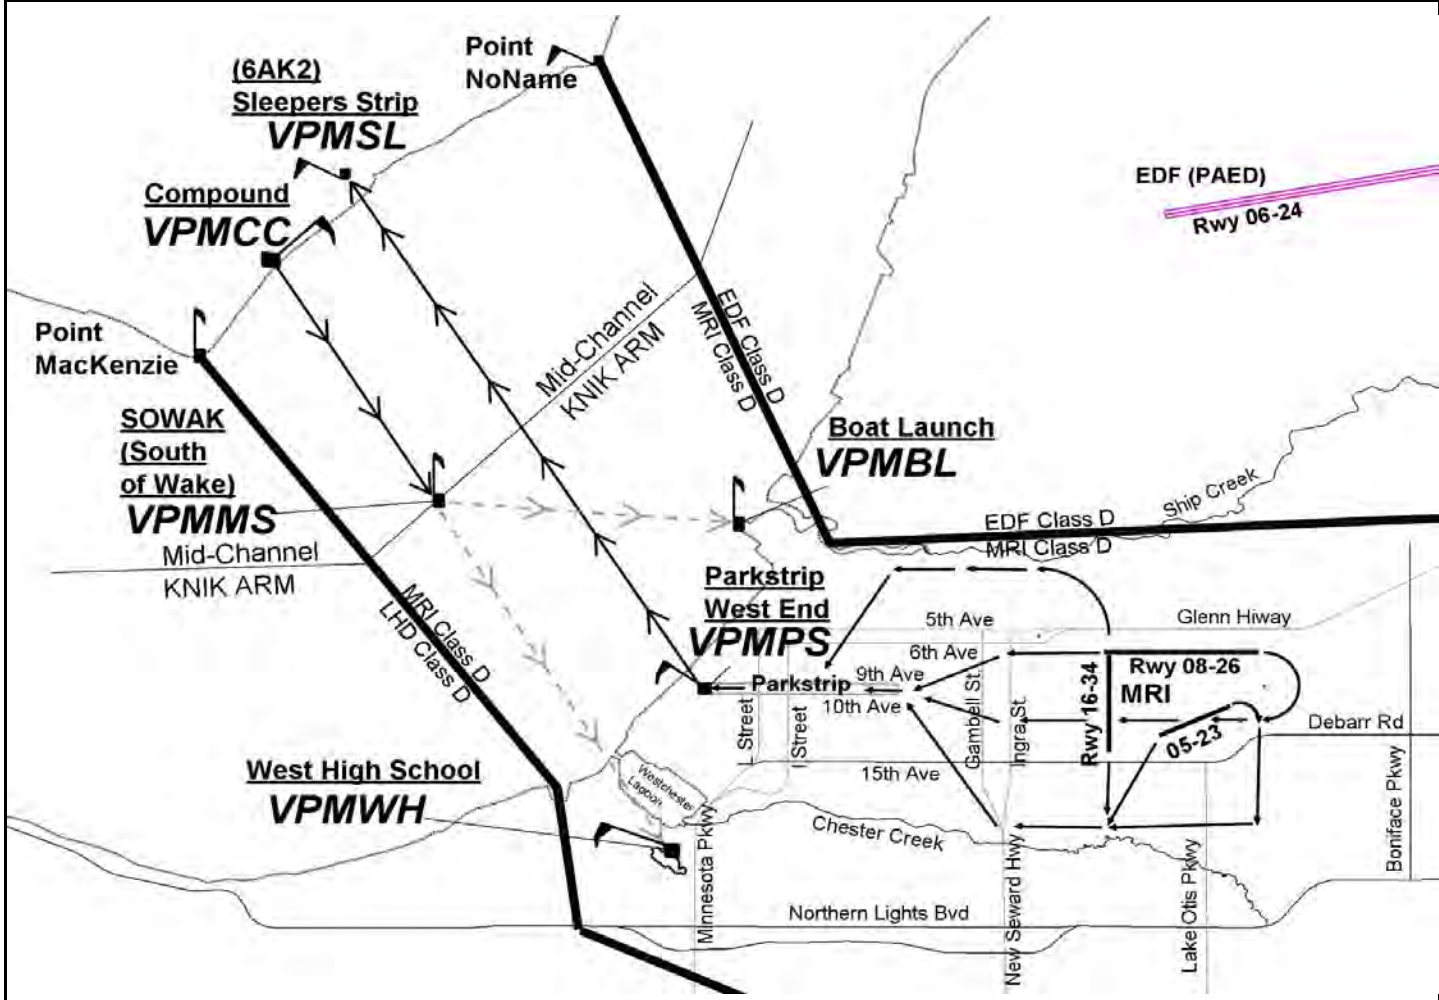 Point
NoName
(6AK2)
Sleepers Strip
VPMSL
Compound
VPMCC
EDF (PAED)
Rwy 06-24
Point
MacKenzie
Mid-Channel
KNIK ARM
EDF Class D
MRI Class D
SOWAK
(South
of Wake)
VPMMS
Mid-Channel
KNIK ARM
Boat Launch
VPMBL
Ship Creek
EDF Class D
MRI Class D
MRI Class D
LHD Class D
Parkstrip
West End
VPMPS
5th Ave
Glenn Hiway
6th Ave
9th Ave
Parkstrip
10th Ave
Rwy 08-26
MRI
Rwy 16-34
05-23
Debarr Rd
L Street
I Street
Gambell St.
Ingra St.
15th Ave
Boniface Pkwy
West High School
VPMWH
Westchester
Lagoon
Chester Creek
Minnesota Pkwy
New Seward Hwy
Lake Otis Pkwy
Northern Lights Bvd